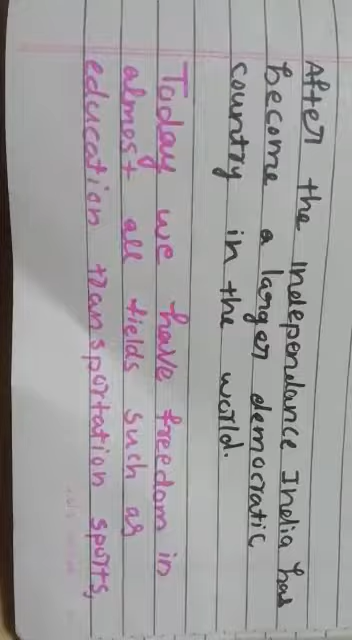 After the independance India has
become a larger democratic
country in the world.
Today we have freedom in
almost all fields such as
education transportation sports,